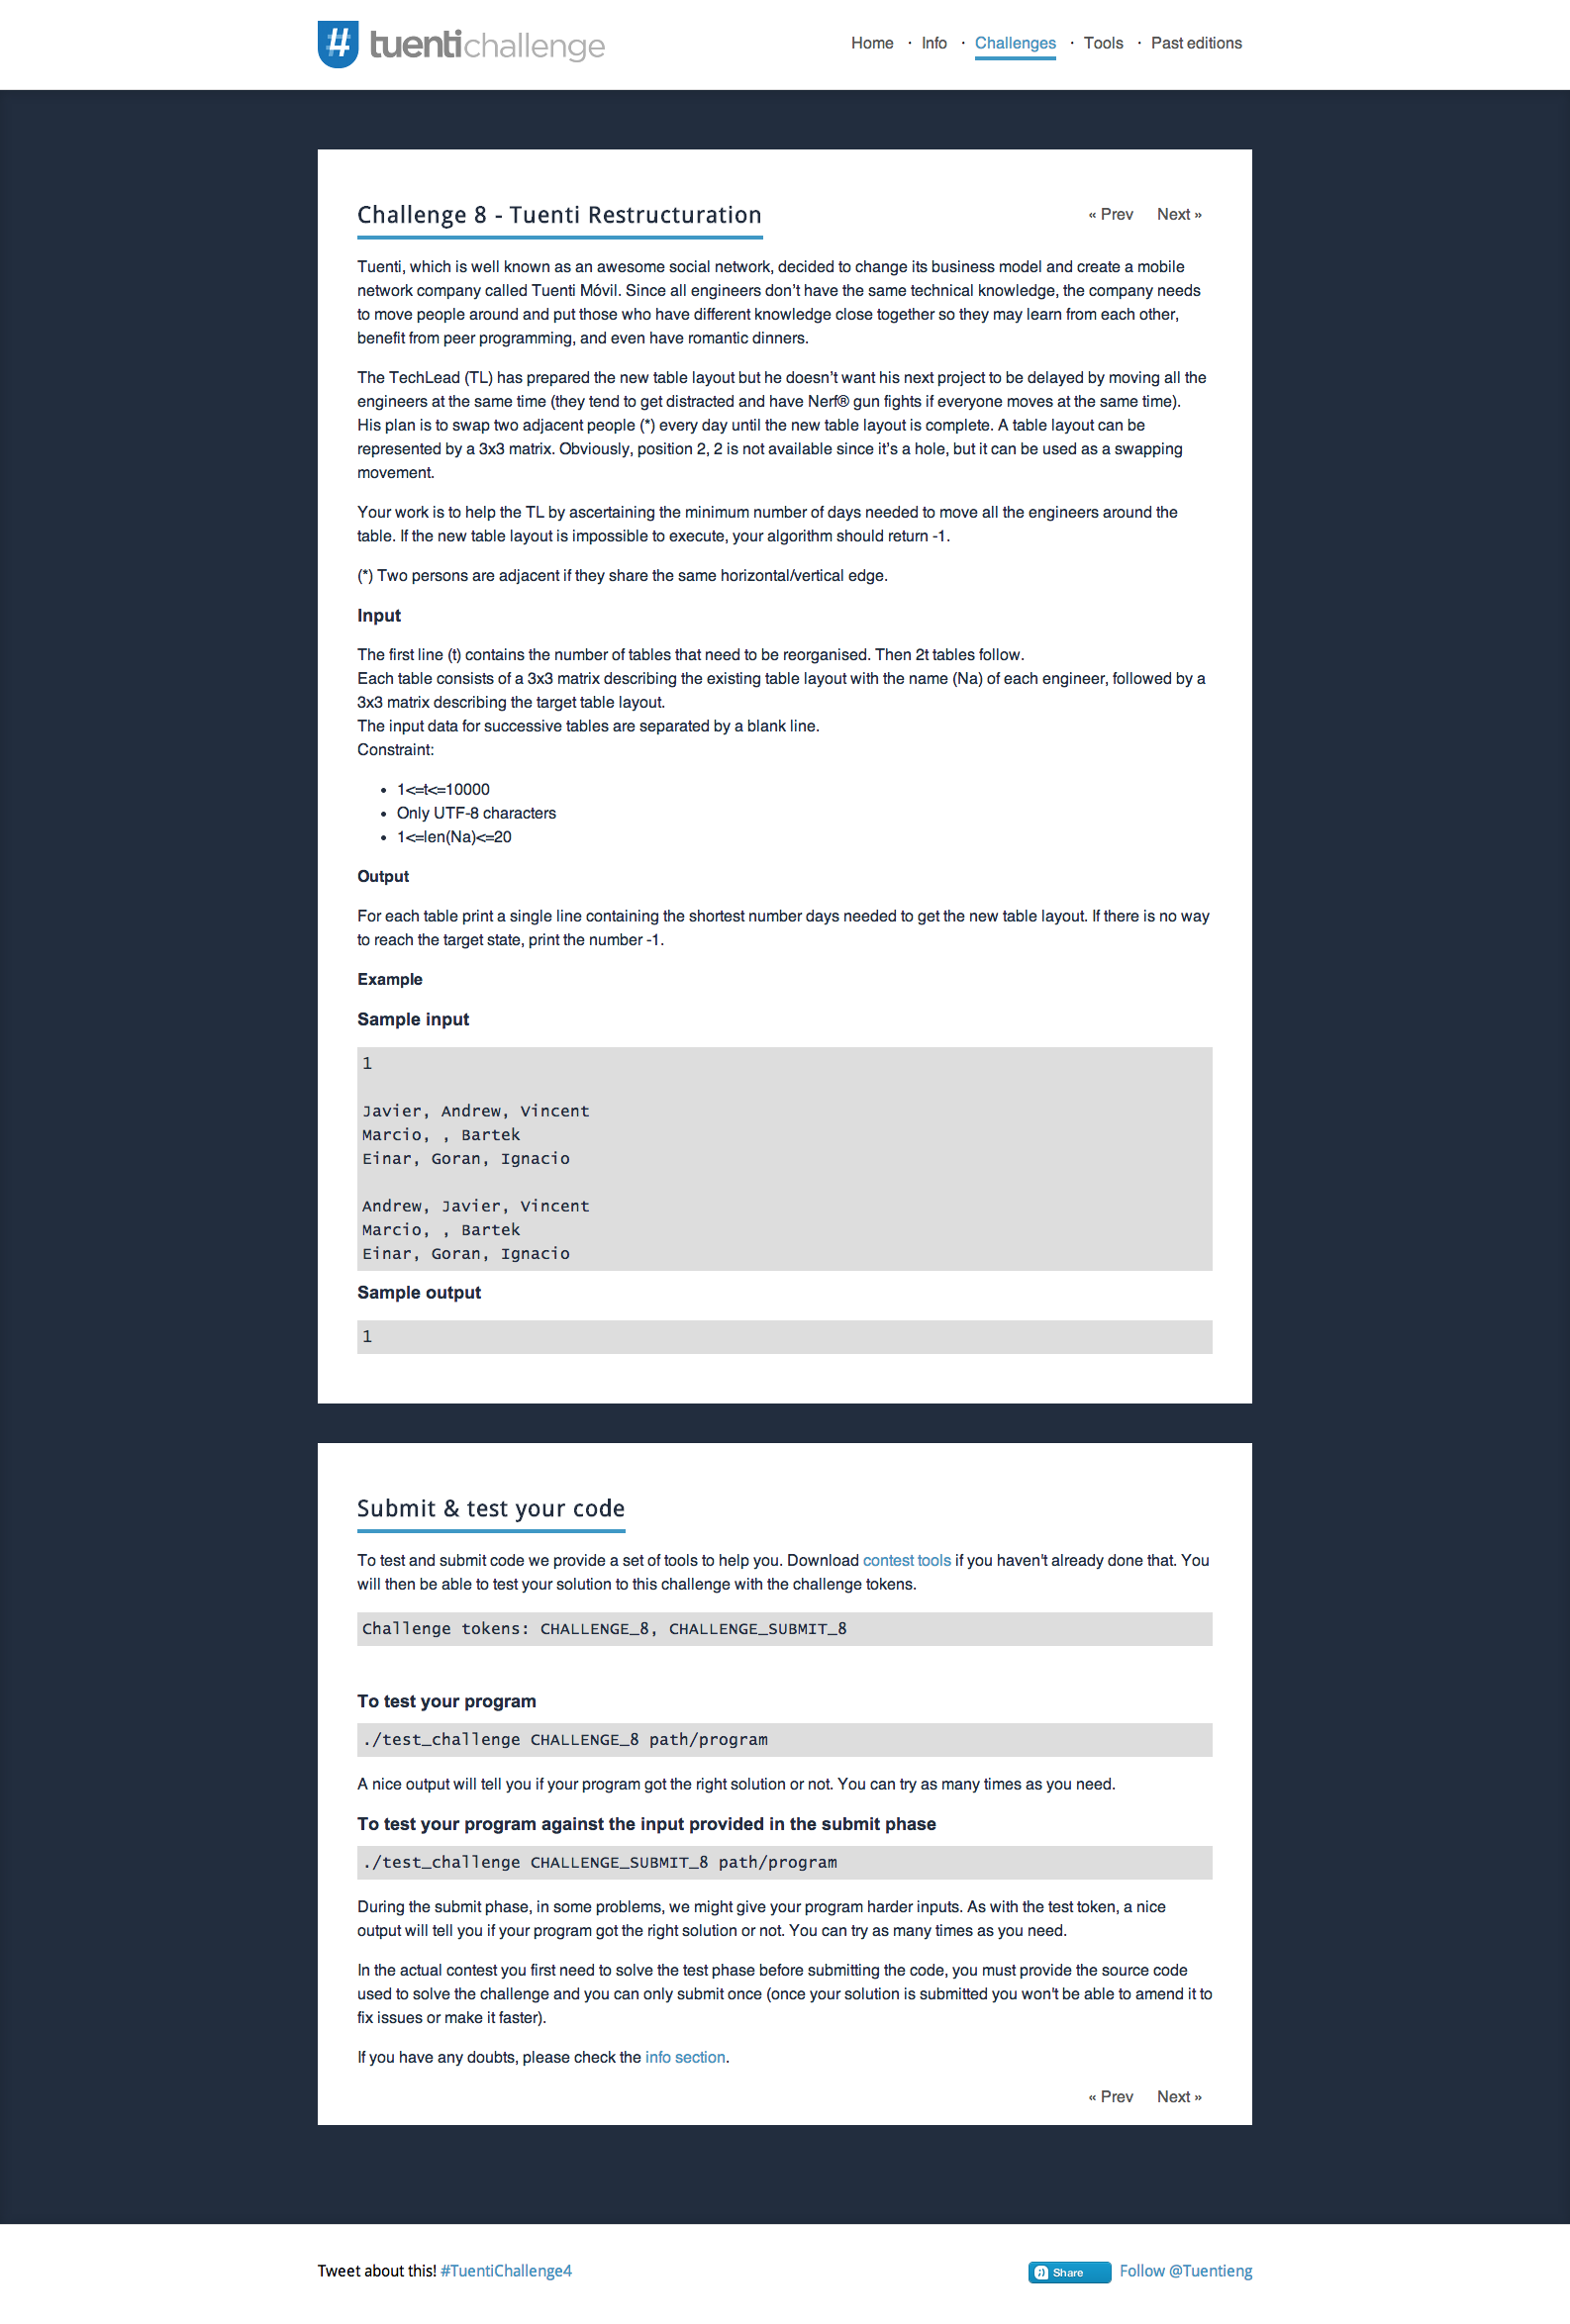 # tuentichallenge
Home · Info · Challenges · Tools · Past editions
Challenge 8 - Tuenti Restructuration
« Prev Next »
Tuenti, which is well known as an awesome social network, decided to change its business model and create a mobile
network company called Tuenti Móvil. Since all engineers don’t have the same technical knowledge, the company needs
to move people around and put those who have different knowledge close together so they may learn from each other,
benefit from peer programming, and even have romantic dinners.
The TechLead (TL) has prepared the new table layout but he doesn’t want his next project to be delayed by moving all the
engineers at the same time (they tend to get distracted and have Nerf® gun fights if everyone moves at the same time).
His plan is to swap two adjacent people (*) every day until the new table layout is complete. A table layout can be
represented by a 3x3 matrix. Obviously, position 2, 2 is not available since it's a hole, but it can be used as a swapping
movement.
Your work is to help the TL by ascertaining the minimum number of days needed to move all the engineers around the
table. If the new table layout is impossible to execute, your algorithm should return -1.
(*) Two persons are adjacent if they share the same horizontal/vertical edge.
Input
The first line (t) contains the number of tables that need to be reorganised. Then 2t tables follow.
Each table consists of a 3x3 matrix describing the existing table layout with the name (Na) of each engineer, followed by a
3x3 matrix describing the target table layout.
The input data for successive tables are separated by a blank line.
Constraint:
• 1<=t<=10000
• Only UTF-8 characters
• 1<=len(Na)<=20
Output
For each table print a single line containing the shortest number days needed to get the new table layout. If there is no way
to reach the target state, print the number -1.
Example
Sample input
1
Javier, Andrew, Vincent
Marcio, , Bartek
Einar, Goran, Ignacio
Andrew, Javier, Vincent
Marcio, , Bartek
Einar, Goran, Ignacio
Sample output
1
Submit & test your code
To test and submit code we provide a set of tools to help you. Download contest tools if you haven't already done that. You
will then be able to test your solution to this challenge with the challenge tokens.
Challenge tokens: CHALLENGE_8, CHALLENGE_SUBMIT_8
To test your program
./test_challenge CHALLENGE_8 path/program
A nice output will tell you if your program got the right solution or not. You can try as many times as you need.
To test your program against the input provided in the submit phase
./test_challenge CHALLENGE_SUBMIT_8 path/program
During the submit phase, in some problems, we might give your program harder inputs. As with the test token, a nice
output will tell you if your program got the right solution or not. You can try as many times as you need.
In the actual contest you first need to solve the test phase before submitting the code, you must provide the source code
used to solve the challenge and you can only submit once (once your solution is submitted you won't be able to amend it to
fix issues or make it faster).
If you have any doubts, please check the info section.
« Prev Next »
Tweet about this! #TuentiChallenge4
Share
Follow @Tuentieng